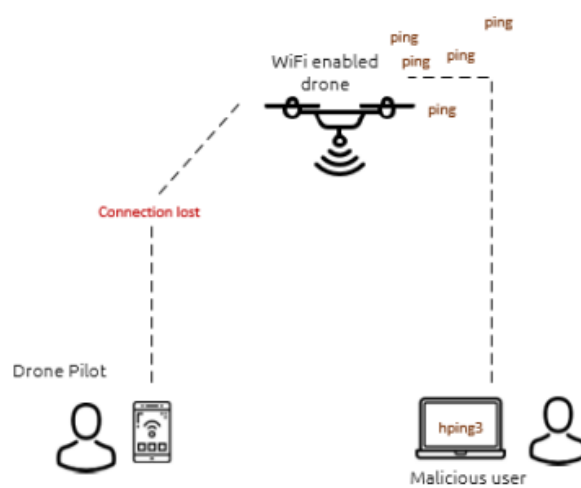 ping
ping
ping
ping
WiFi enabled
drone
ping
Connection lost
Drone Pilot
hping3
Malicious user